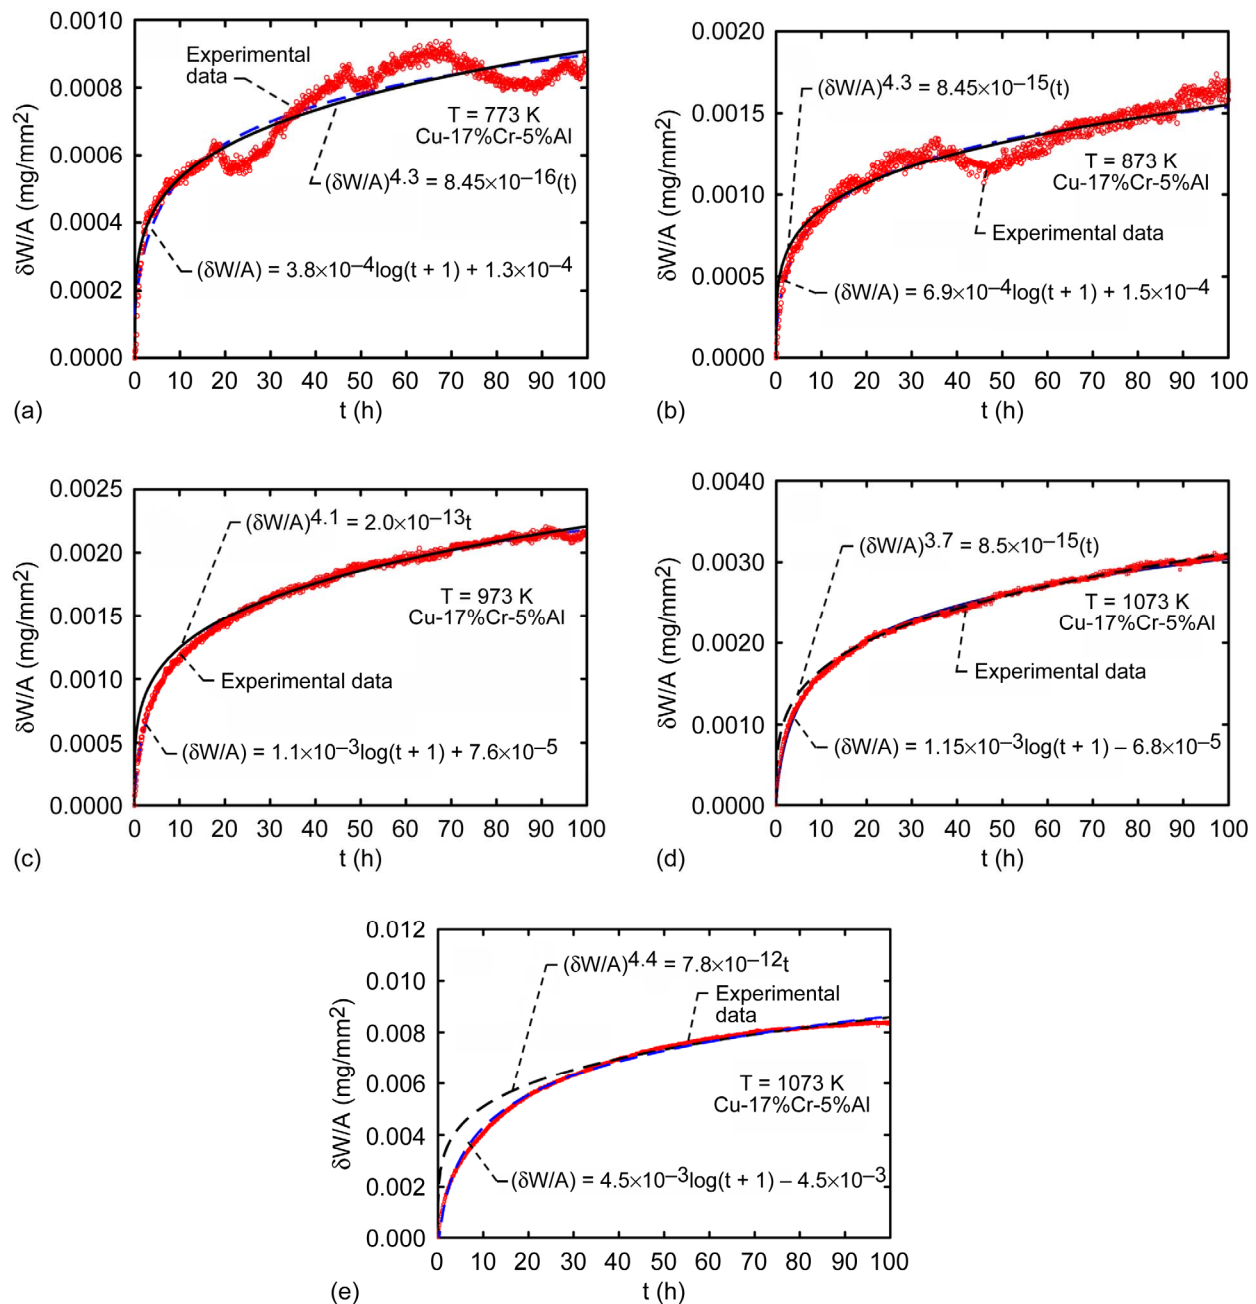 0.0010
0.0008
0.0006
0.0004
0.0002
0.0000
δW/A (mg/mm²)
Experimental
data
T = 773 K
Cu-17%Cr-5%Al
(δW/A)⁴·³ = 8.45×10⁻¹⁶(t)
(δW/A) = 3.8×10⁻⁴log(t + 1) + 1.3×10⁻⁴
0 10 20 30 40 50 60 70 80 90 100
(a) t (h)
0.0020
0.0015
0.0010
0.0005
0.0000
δW/A (mg/mm²)
(δW/A)⁴·³ = 8.45×10⁻¹⁵(t)
T = 873 K
Cu-17%Cr-5%Al
Experimental data
(δW/A) = 6.9×10⁻⁴log(t + 1) + 1.5×10⁻⁴
0 10 20 30 40 50 60 70 80 90 100
(b) t (h)
0.0025
0.0020
0.0015
0.0010
0.0005
0.0000
δW/A (mg/mm²)
(δW/A)⁴·¹ = 2.0×10⁻¹³t
T = 973 K
Cu-17%Cr-5%Al
Experimental data
(δW/A) = 1.1×10⁻³log(t + 1) + 7.6×10⁻⁵
0 10 20 30 40 50 60 70 80 90 100
(c) t (h)
0.0040
0.0030
0.0020
0.0010
0.0000
δW/A (mg/mm²)
(δW/A)³·⁷ = 8.5×10⁻¹⁵(t)
T = 1073 K
Cu-17%Cr-5%Al
Experimental data
(δW/A) = 1.15×10⁻³log(t + 1) – 6.8×10⁻⁵
0 10 20 30 40 50 60 70 80 90 100
(d) t (h)
0.012
0.010
0.008
0.006
0.004
0.002
0.000
δW/A (mg/mm²)
(δW/A)⁴·⁴ = 7.8×10⁻¹²t
Experimental
data
T = 1073 K
Cu-17%Cr-5%Al
(δW/A) = 4.5×10⁻³log(t + 1) – 4.5×10⁻³
0 10 20 30 40 50 60 70 80 90 100
(e) t (h)